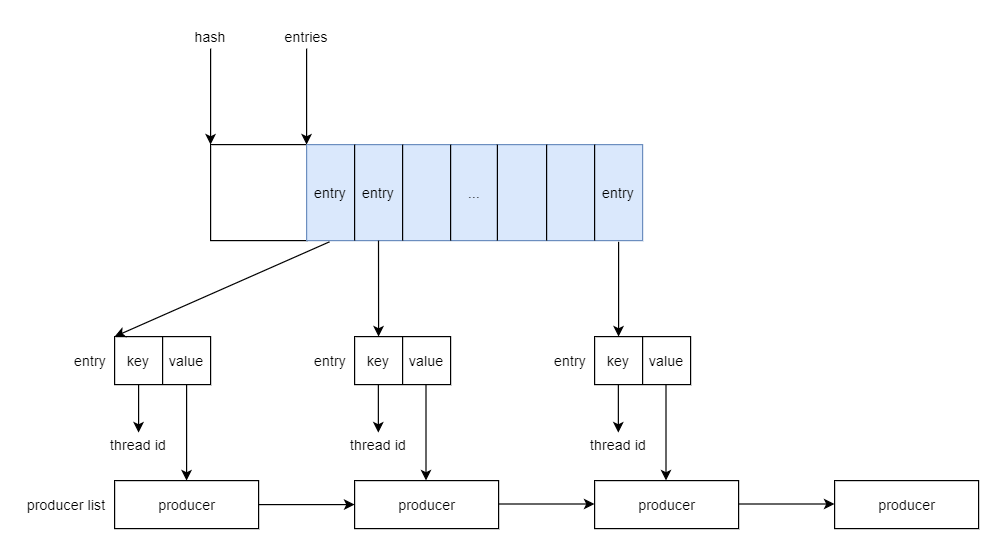 hash entries
entry entry ... entry
entry key value entry key value entry key value
thread id thread id thread id
producer list producer producer producer producer